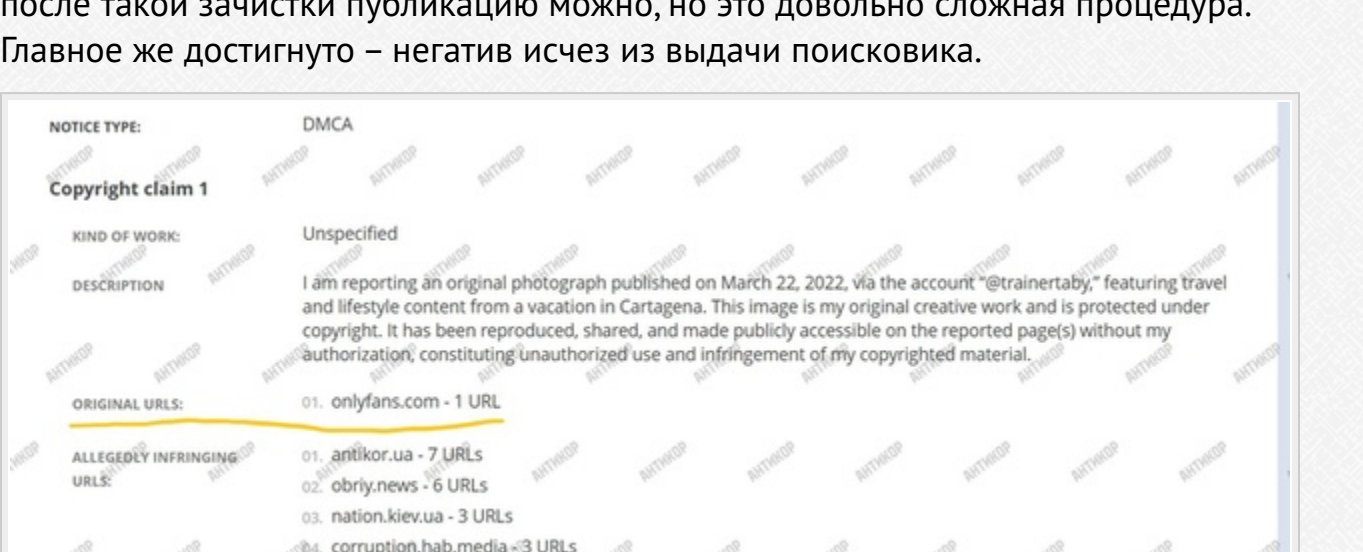 после такой зачистки публикацию можно, но это довольно сложная процедура.
Главное же достигнуто – негатив исчез из выдачи поисковика.
NOTICE TYPE: DMCA
Copyright claim 1
KIND OF WORK: Unspecified
DESCRIPTION I am reporting an original photograph published on March 22, 2022, via the account "@trainertaby," featuring travel
and lifestyle content from a vacation in Cartagena. This image is my original creative work and is protected under
copyright. It has been reproduced, shared, and made publicly accessible on the reported page(s) without my
authorization, constituting unauthorized use and infringement of my copyrighted material.
ORIGINAL URLS: 01. onlyfans.com - 1 URL
ALLEGEDLY INFRINGING URLS: 01. antikor.ua - 7 URLs
02. obriy.news - 6 URLs
03. nation.kiev.ua - 3 URLs
04. corruption.hab.media - 3 URLs
АНТИКОР